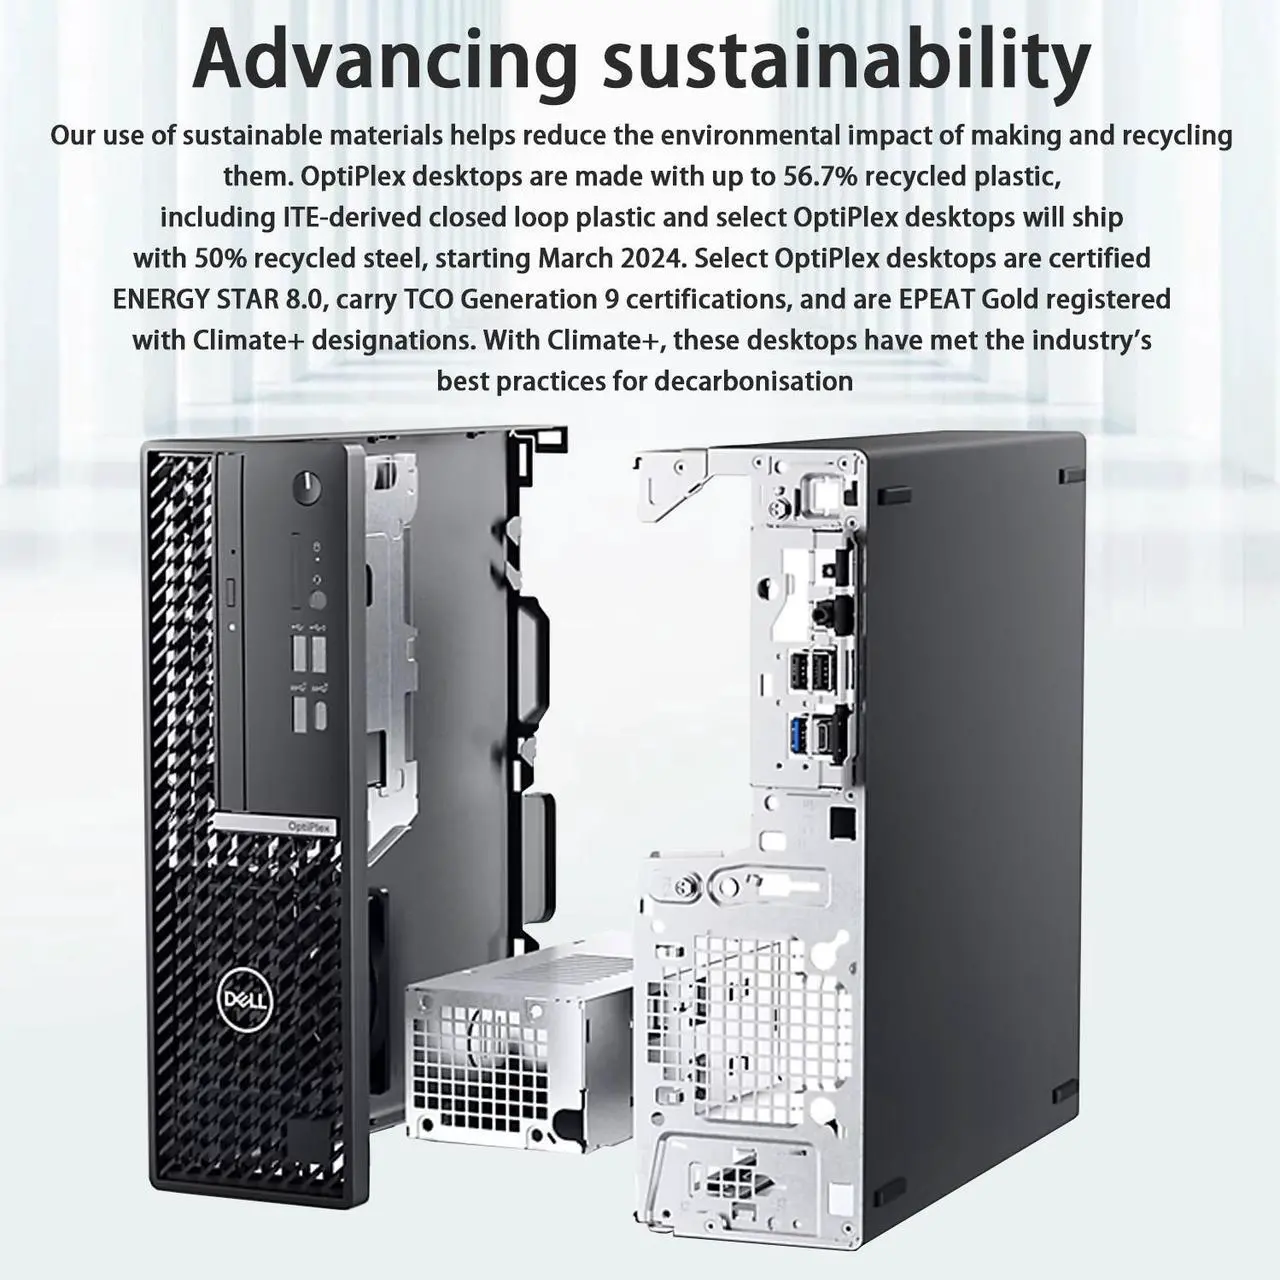 Advancing sustainability
Our use of sustainable materials helps reduce the environmental impact of making and recycling
them. OptiPlex desktops are made with up to 56.7% recycled plastic,
including ITE-derived closed loop plastic and select OptiPlex desktops will ship
with 50% recycled steel, starting March 2024. Select OptiPlex desktops are certified
ENERGY STAR 8.0, carry TCO Generation 9 certifications, and are EPEAT Gold registered
with Climate+ designations. With Climate+, these desktops have met the industry’s
best practices for decarbonisation
OptiPlex
DELL